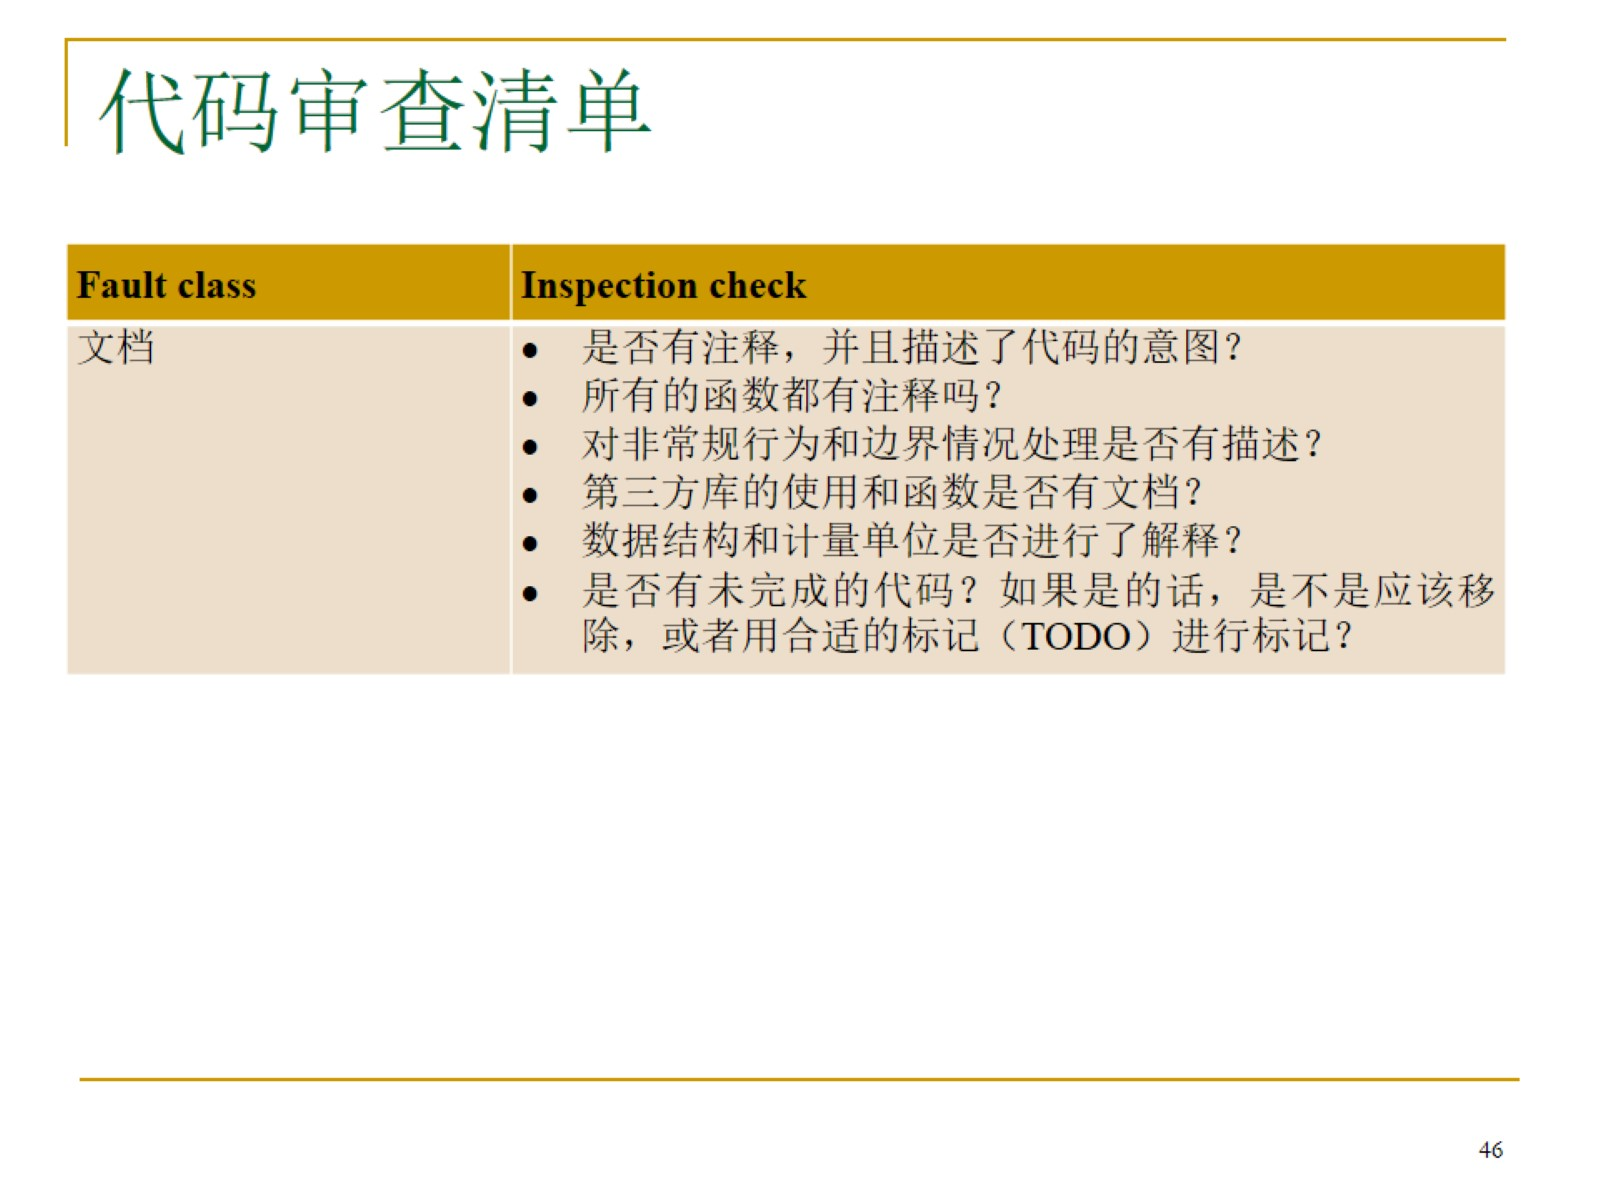 代码审查清单
Fault class
Inspection check
文档
● 是否有注释，并且描述了代码的意图？
● 所有的函数都有注释吗？
● 对非常规行为和边界情况处理是否有描述？
● 第三方库的使用和函数是否有文档？
● 数据结构和计量单位是否进行了解释？
● 是否有未完成的代码？如果是的话，是不是应该移
除，或者用合适的标记（TODO）进行标记？
46